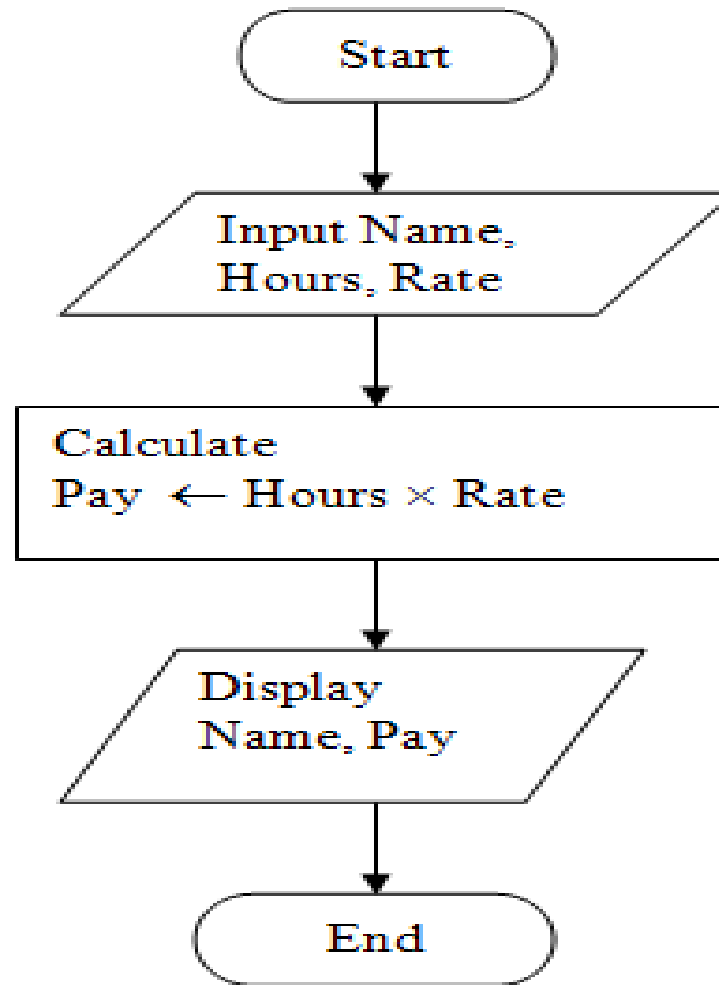 Start
Input Name,
Hours, Rate
Calculate
Pay ← Hours × Rate
Display
Name, Pay
End